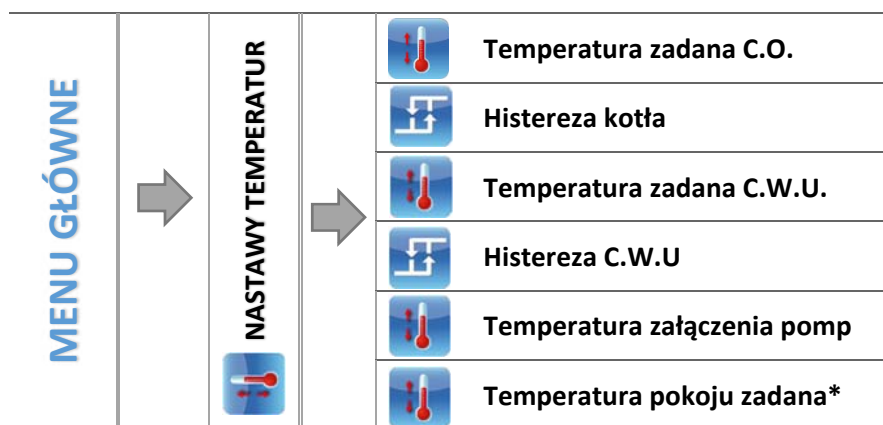 MENU GŁÓWNE
NASTAWY TEMPERATUR
Temperatura zadana C.O.
Histereza kotła
Temperatura zadana C.W.U.
Histereza C.W.U
Temperatura załączenia pomp
Temperatura pokoju zadana*